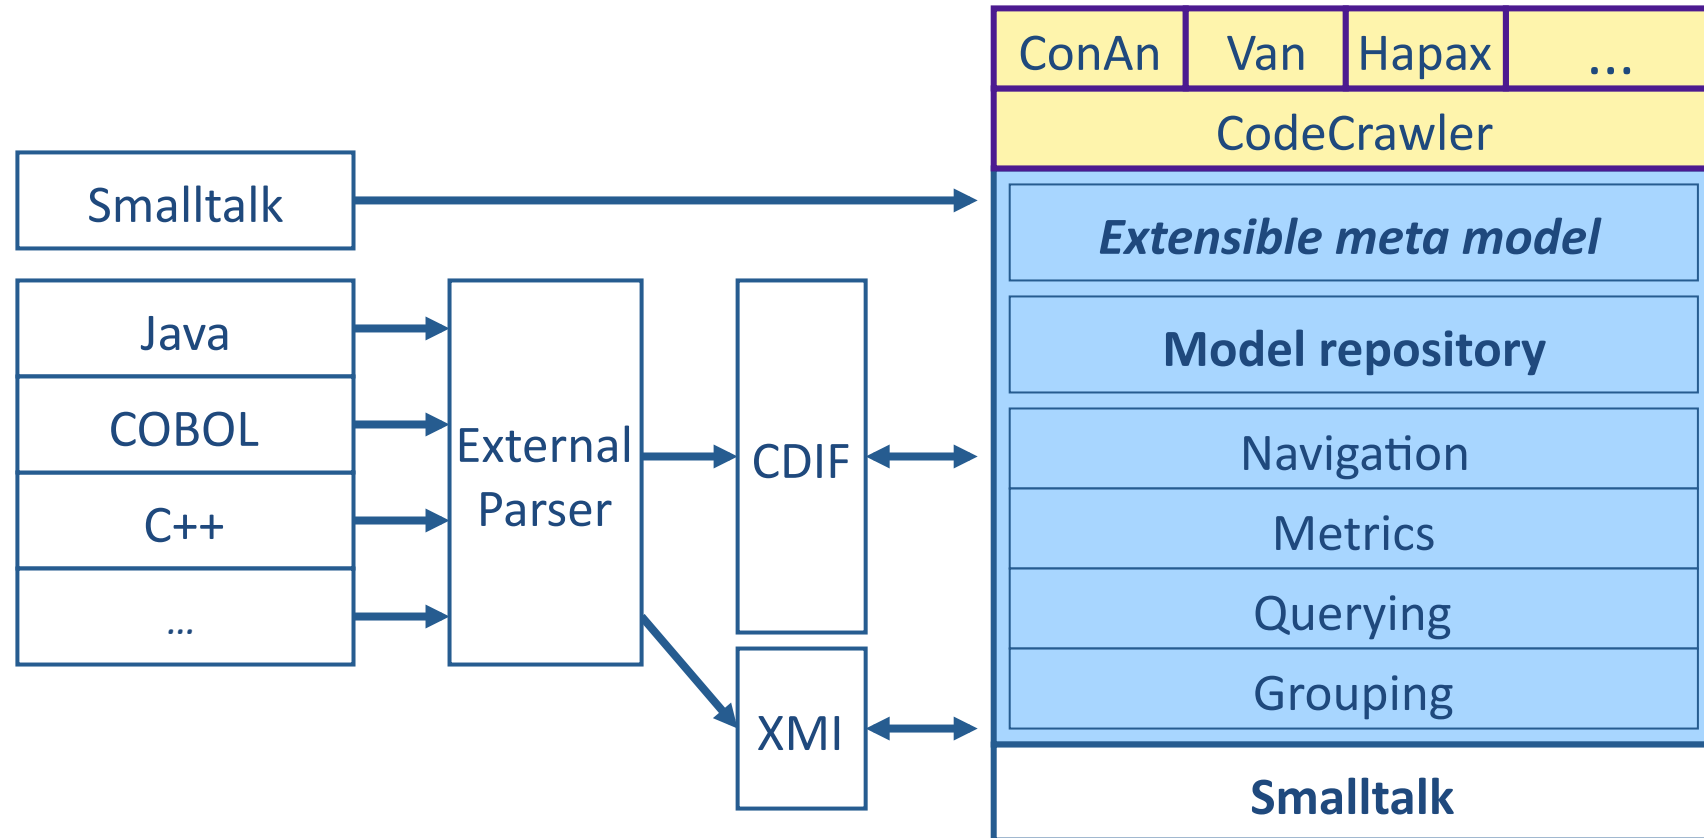 ConAn
Van
Hapax
...
CodeCrawler
Smalltalk
Extensible meta model
Java
COBOL
C++
...
External
Parser
CDIF
XMI
Model repository
Navigation
Metrics
Querying
Grouping
Smalltalk